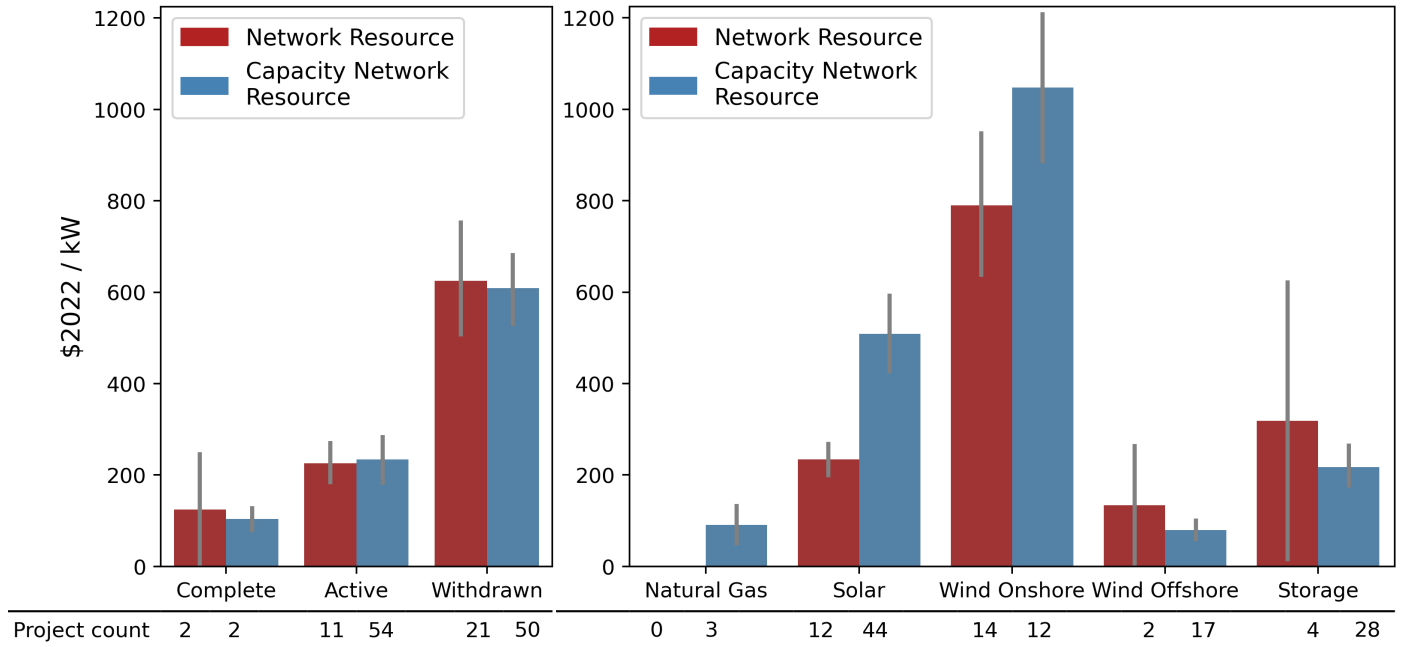 $2022 / kW
1200
1000
800
600
400
200
0
Network Resource
Capacity Network
Resource
Complete Active Withdrawn
1200
1000
800
600
400
200
0
Network Resource
Capacity Network
Resource
Natural Gas Solar Wind Onshore Wind Offshore Storage
Project count 2 2 11 54 21 50 0 3 12 44 14 12 2 17 4 28